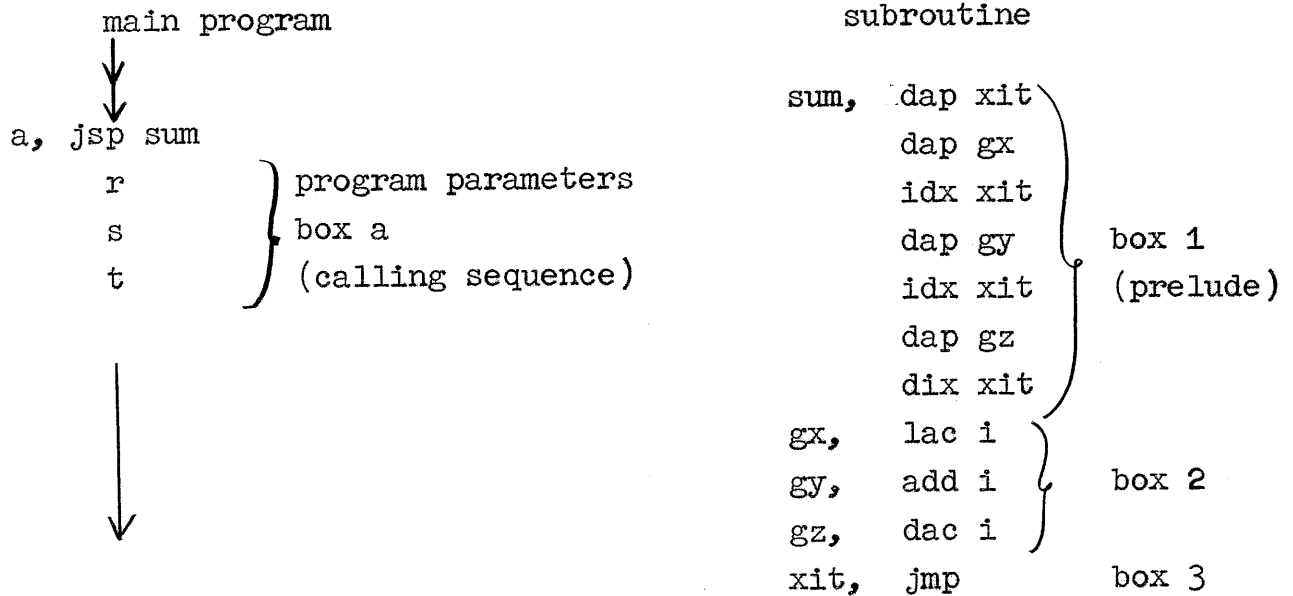 main program
a, jsp sum
r
s
t
program parameters
box a
(calling sequence)
subroutine
sum, dap xit
dap gx
idx xit
dap gy
idx xit
dap gz
dix xit
box 1
(prelude)
gx, lac i
gy, add i
gz, dac i
box 2
xit, jmp
box 3